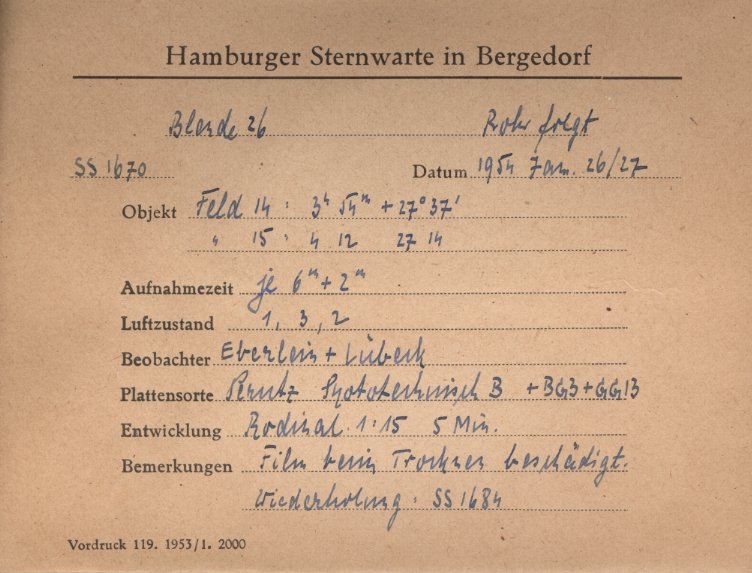 Hamburger Sternwarte in Bergedorf
Blende 26 Rohr folgt
SS 1670 Datum 1954 Jan. 26/27
Objekt Feld 14 : 3ʰ 54ᵐ + 27° 37'
" 15 " 4 12 27 14
Aufnahmezeit je 6ᵐ + 2ᵐ
Luftzustand 1, 3, 2
Beobachter Eberlein + Lübeck
Plattensorte Perutz Phototechnisch B + BG3 + GG13
Entwicklung Rodinal 1:15 5 Min.
Bemerkungen Film beim Trocknen beschädigt.
Wiederholung : SS 1684
Vordruck 119. 1953/1. 2000